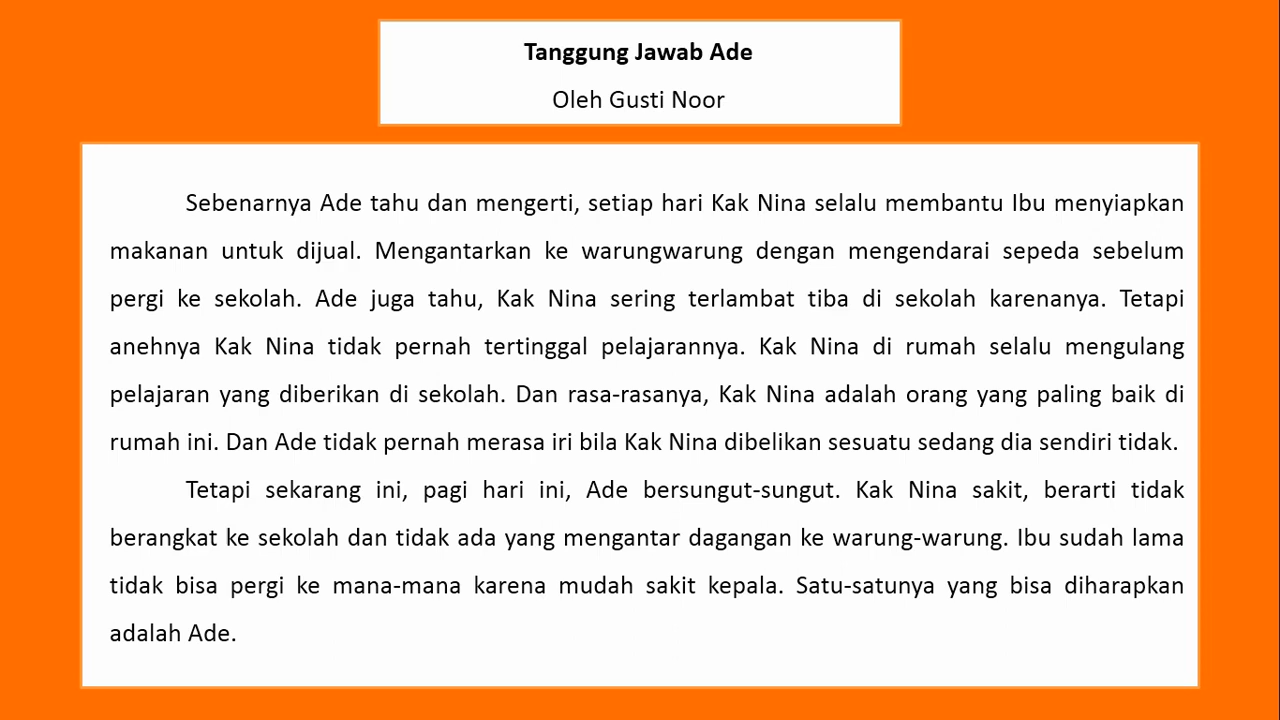 Tanggung Jawab Ade
Oleh Gusti Noor
Sebenarnya Ade tahu dan mengerti, setiap hari Kak Nina selalu membantu Ibu menyiapkan
makanan untuk dijual. Mengantarkan ke warungwarung dengan mengendarai sepeda sebelum
pergi ke sekolah. Ade juga tahu, Kak Nina sering terlambat tiba di sekolah karenanya. Tetapi
anehnya Kak Nina tidak pernah tertinggal pelajarannya. Kak Nina di rumah selalu mengulang
pelajaran yang diberikan di sekolah. Dan rasa-rasanya, Kak Nina adalah orang yang paling baik di
rumah ini. Dan Ade tidak pernah merasa iri bila Kak Nina dibelikan sesuatu sedang dia sendiri tidak.
Tetapi sekarang ini, pagi hari ini, Ade bersungut-sungut. Kak Nina sakit, berarti tidak
berangkat ke sekolah dan tidak ada yang mengantar dagangan ke warung-warung. Ibu sudah lama
tidak bisa pergi ke mana-mana karena mudah sakit kepala. Satu-satunya yang bisa diharapkan
adalah Ade.